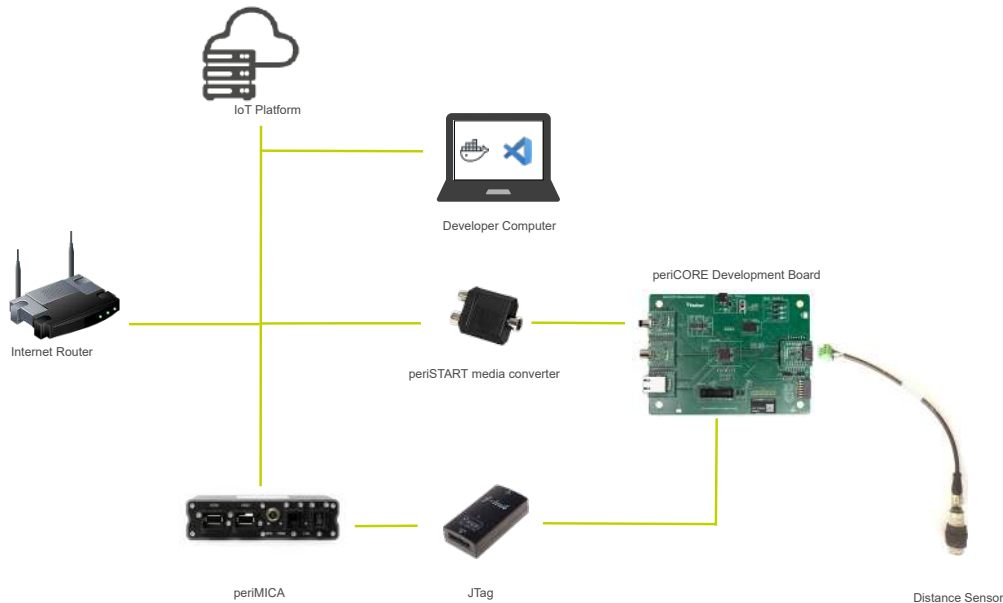 IoT Platform
Developer Computer
periCORE Development Board
Internet Router
periSTART media converter
periMICA
JTag
Distance Sensor